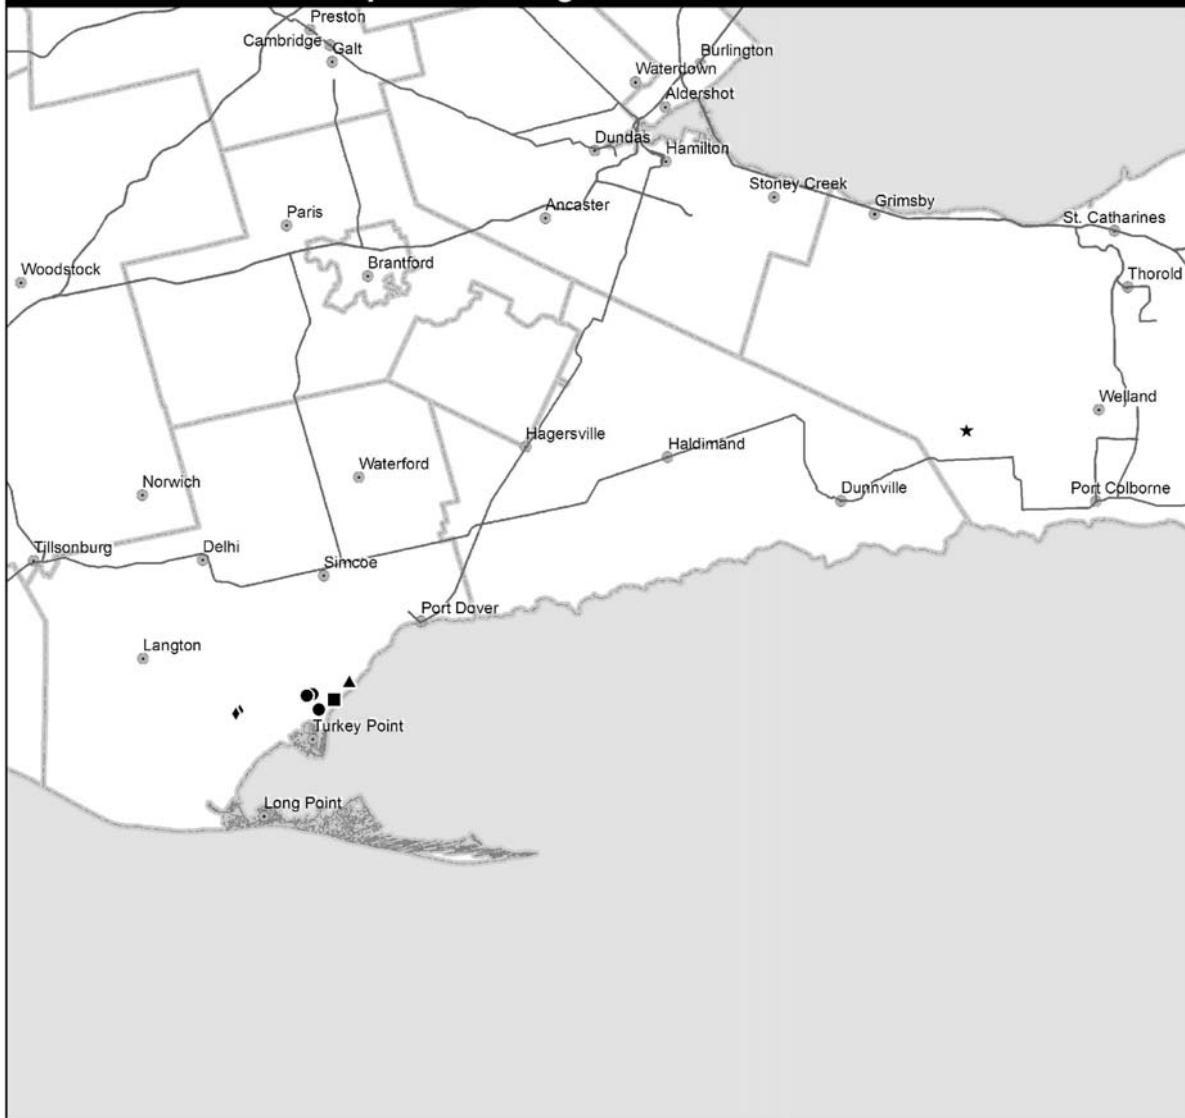 Preston
Cambridge
Galt
Burlington
Waterdown
Aldershot
Dundas
Hamilton
Stoney Creek
Grimsby
St. Catharines
Paris
Ancaster
Woodstock
Brantford
Thorold
Welland
Hagersville
Haldimand
Waterford
Norwich
Dunnville
Port Colborne
Tillsonburg
Delhi
Simcoe
Port Dover
Langton
Turkey Point
Long Point